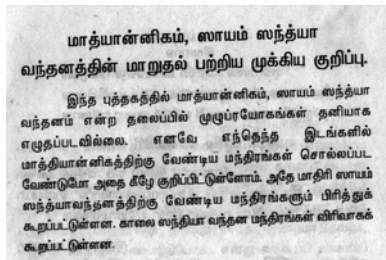 மாத்யான்னிகம், ஸாயம் ஸந்த்யா
வந்தனத்தின் மாறுதல் பற்றிய முக்கிய குறிப்பு.
இந்த புத்தகத்தில் மாத்யான்னிகம், ஸாயம் ஸந்த்யா
வந்தனம் என்ற தலைப்பில் முழுப்ரயோகங்கள் தனியாக
எழுதப்படவில்லை. எனவே எந்தெந்த இடங்களில்
மாத்தியான்னிகத்திற்கு வேண்டிய மந்திரங்கள் சொல்லப்பட
வேண்டுமோ அதை கீழே குறிப்பிட்டுள்ளோம். அதே மாதிரி ஸாயம்
ஸந்த்யாவந்தனத்திற்கு வேண்டிய மந்திரங்களும் பிரித்துக்
கூறப்பட்டுள்ளன. காலை ஸந்தியா வந்தன மந்திரங்கள் விரிவாகக்
கூறப்பட்டுள்ளன.